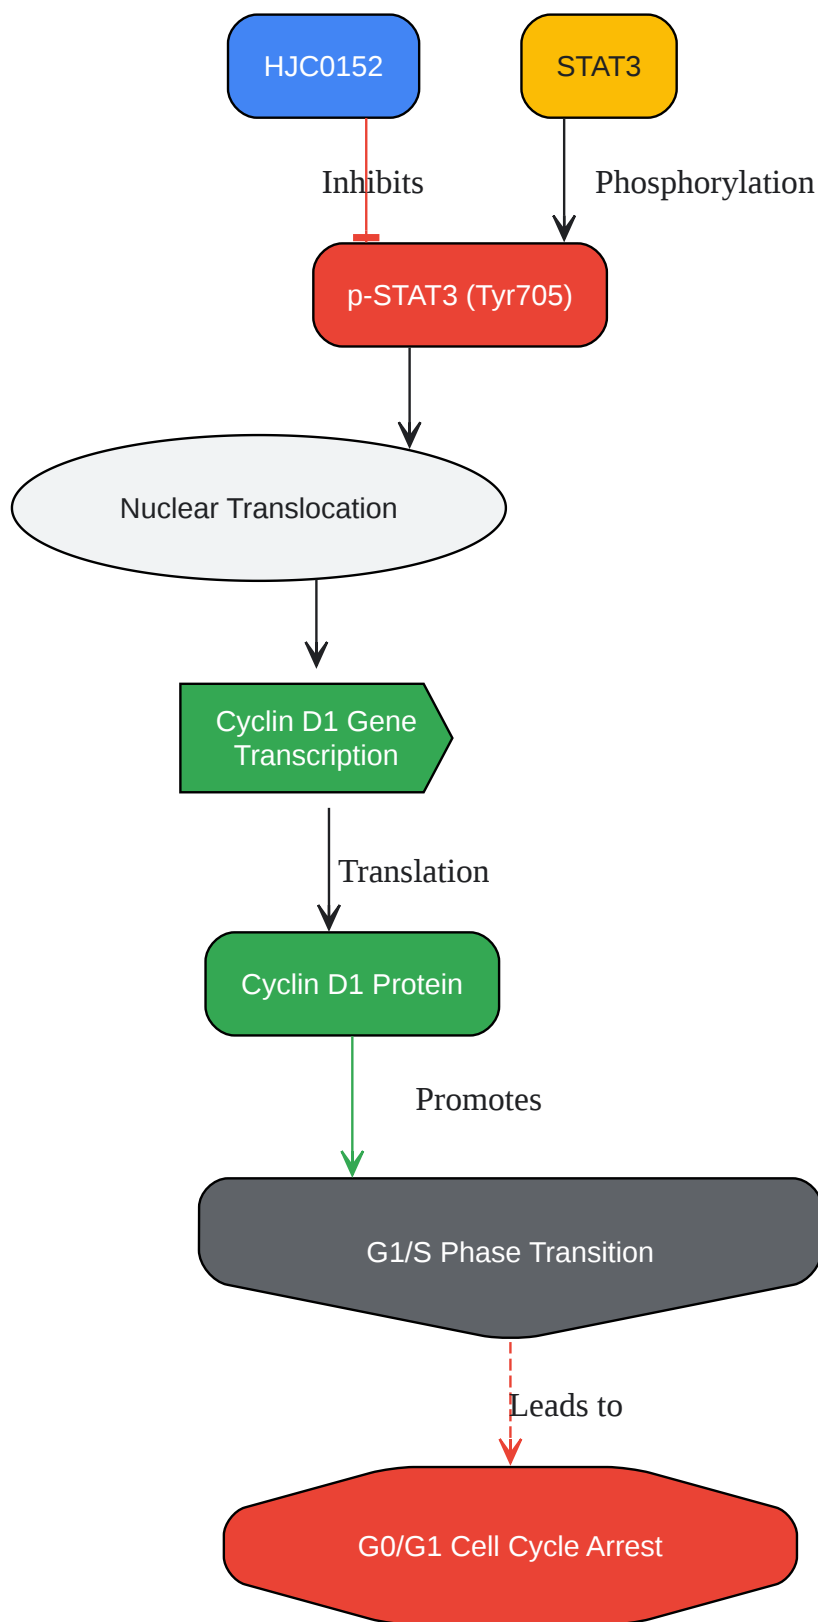 HJC0152
STAT3
Inhibits
Phosphorylation
p-STAT3 (Tyr705)
Nuclear Translocation
Cyclin D1 Gene
Transcription
Translation
Cyclin D1 Protein
Promotes
G1/S Phase Transition
Leads to
G0/G1 Cell Cycle Arrest